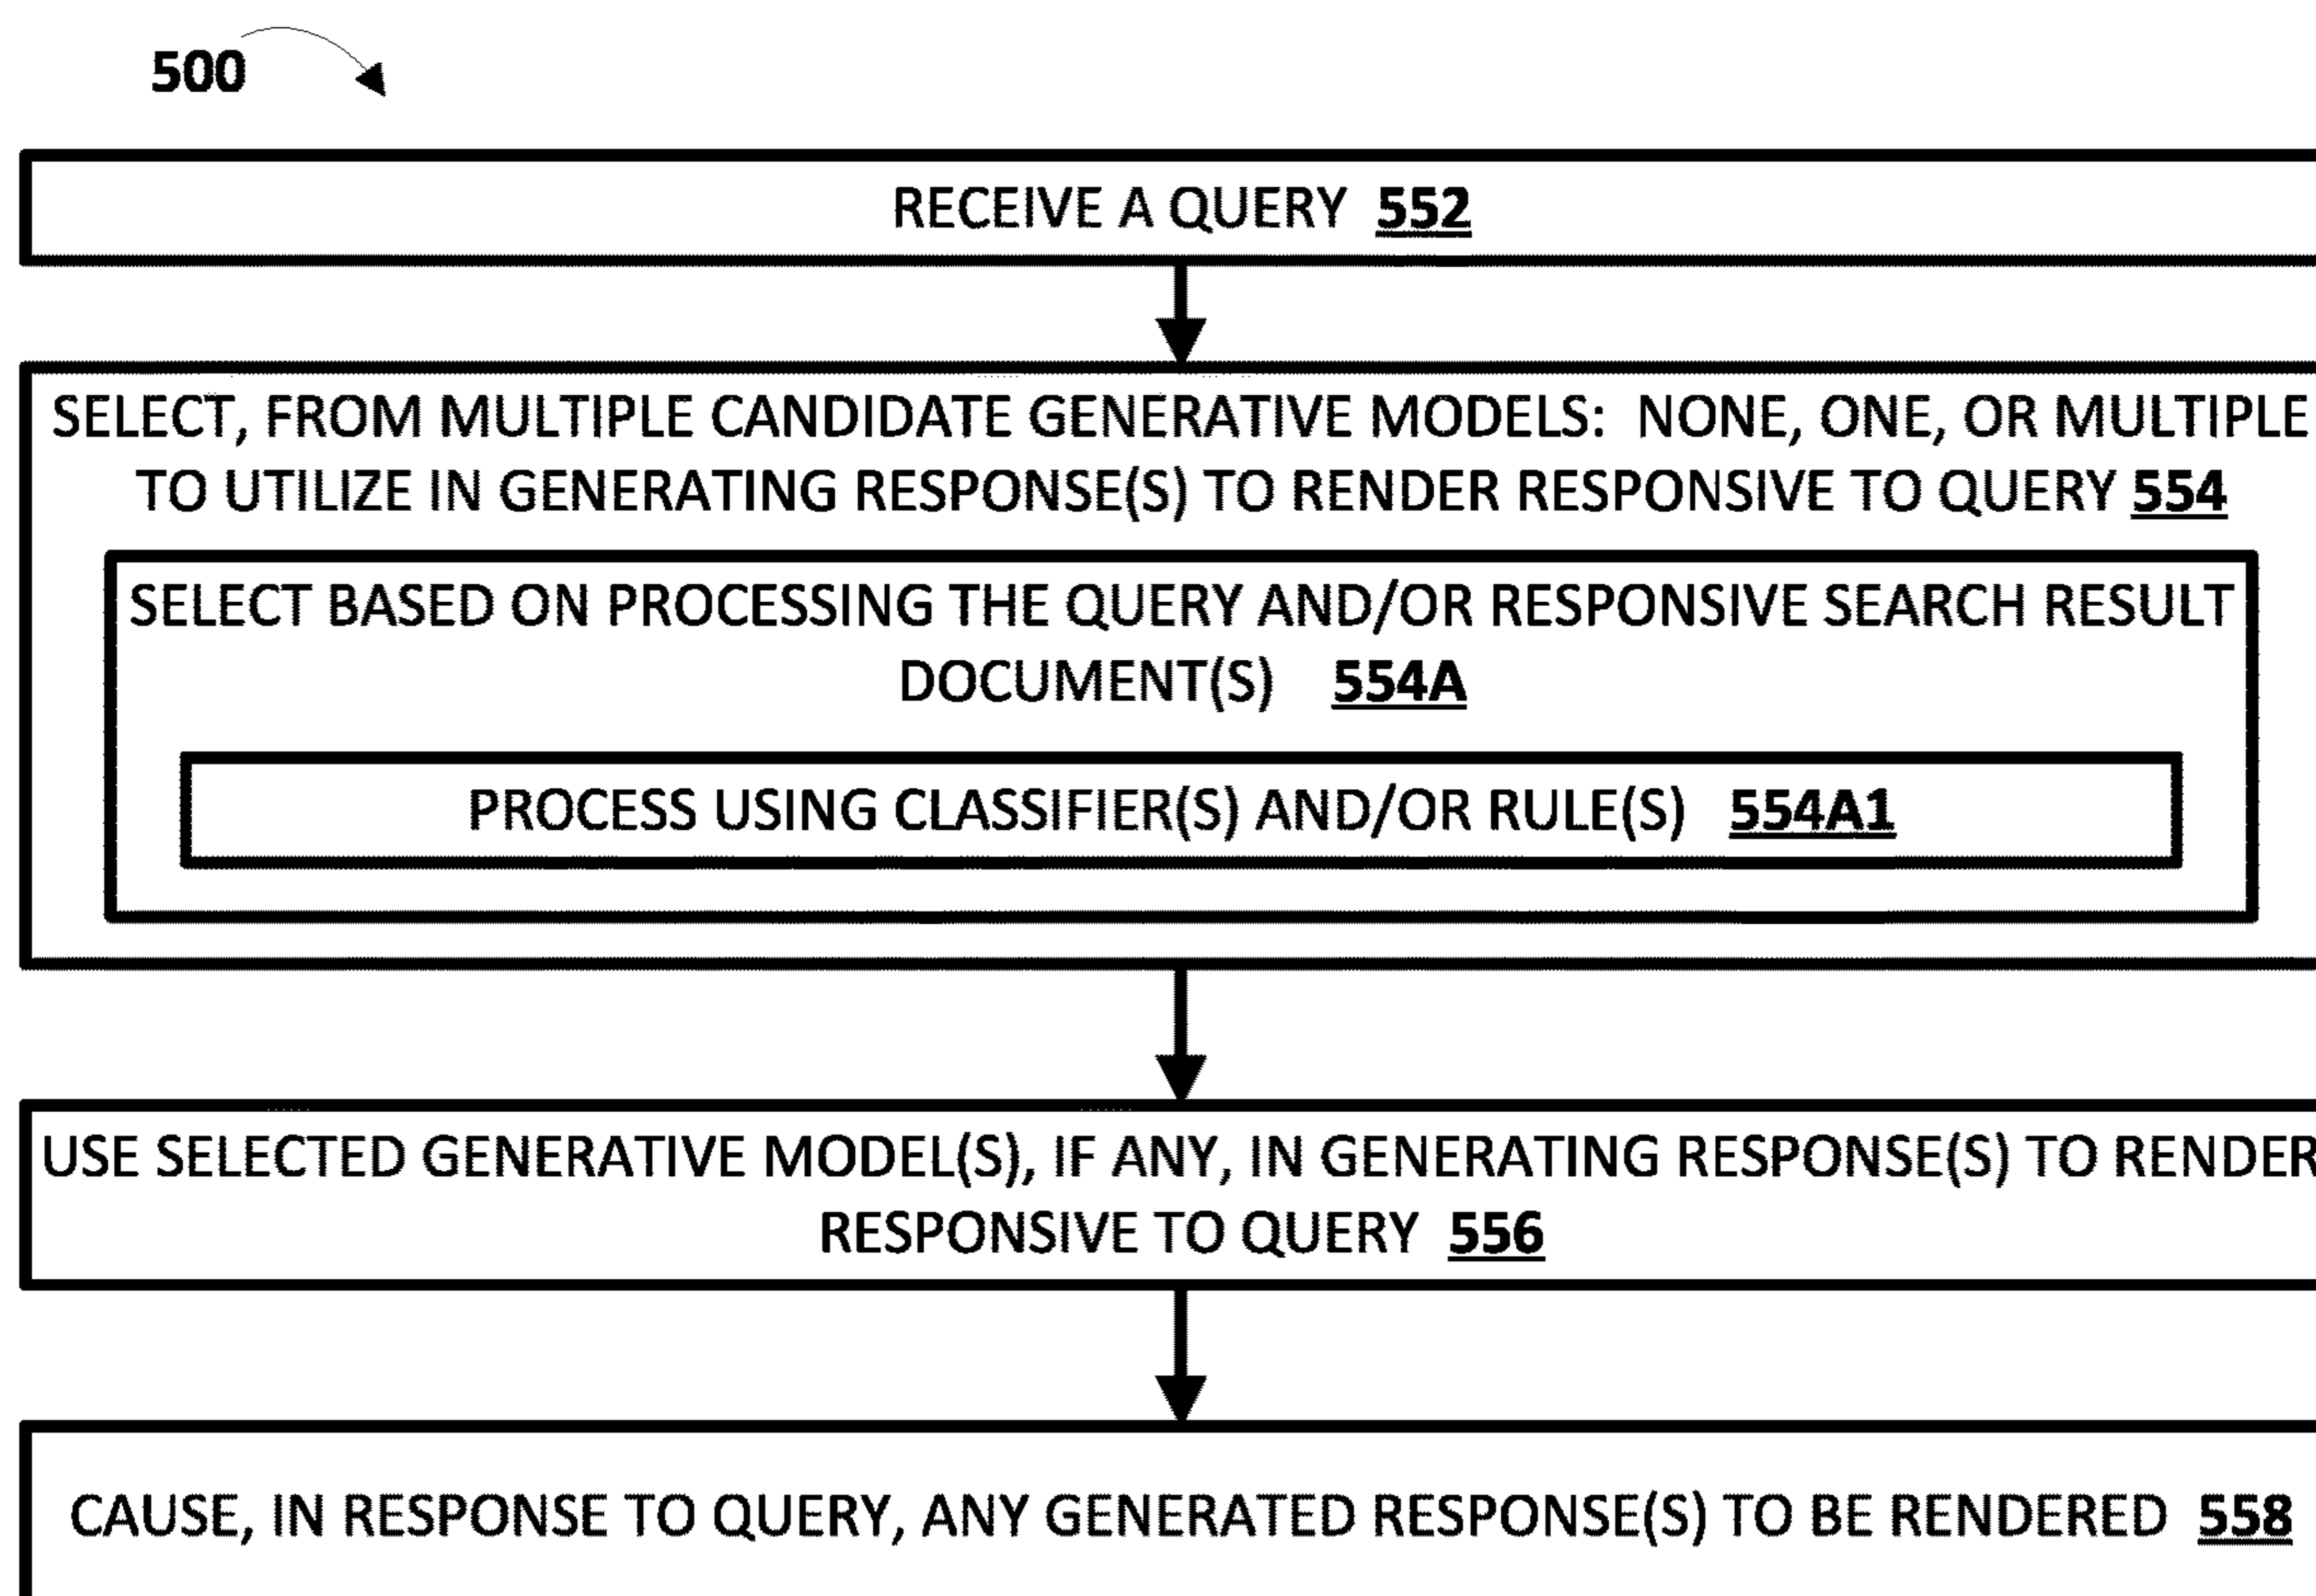 500
RECEIVE A QUERY 552
SELECT, FROM MULTIPLE CANDIDATE GENERATIVE MODELS: NONE, ONE, OR MULTIPLE
TO UTILIZE IN GENERATING RESPONSE(S) TO RENDER RESPONSIVE TO QUERY 554
SELECT BASED ON PROCESSING THE QUERY AND/OR RESPONSIVE SEARCH RESULT
DOCUMENT(S) 554A
PROCESS USING CLASSIFIER(S) AND/OR RULE(S) 554A1
USE SELECTED GENERATIVE MODEL(S), IF ANY, IN GENERATING RESPONSE(S) TO RENDER
RESPONSIVE TO QUERY 556
CAUSE, IN RESPONSE TO QUERY, ANY GENERATED RESPONSE(S) TO BE RENDERED 558